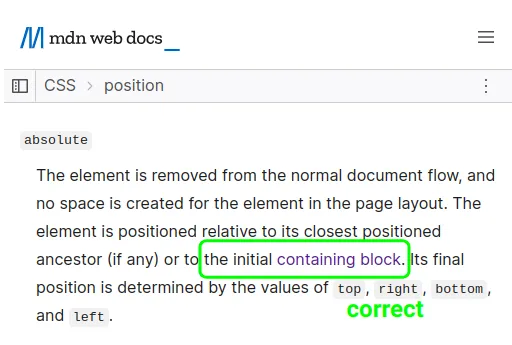 mdn web docs_
CSS > position
absolute
The element is removed from the normal document flow, and
no space is created for the element in the page layout. The
element is positioned relative to its closest positioned
ancestor (if any) or to the initial containing block. Its final
position is determined by the values of top, right, bottom,
and left.
correct